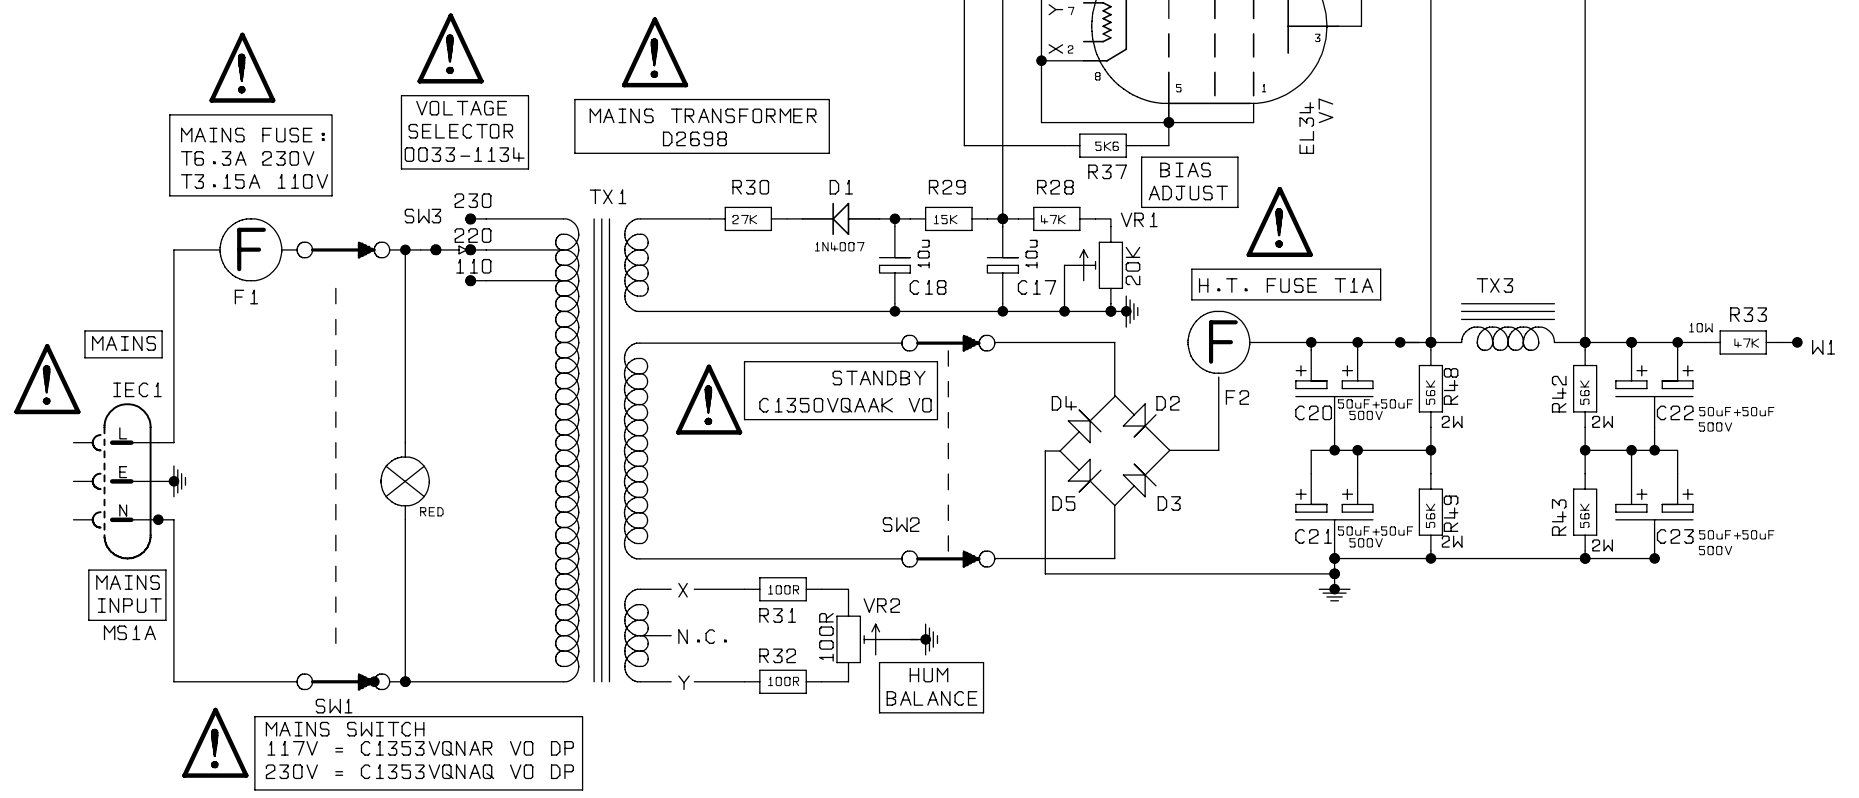 MAINS FUSE:
T6.3A 230V
T3.15A 110V
VOLTAGE
SELECTOR
0033-1134
MAINS TRANSFORMER
D2698
Y 7
X 2
8
5
1
3
EL34
V7
5K6
R37
BIAS
ADJUST
F
F1
SW3
230
220
110
TX1
R30
27K
D1
1N4007
R29
15K
R28
47K
VR1
20K
10u
C18
10u
C17
H.T. FUSE T1A
F
F2
TX3
10W
R33
47K
W1
MAINS
IEC1
L
E
N
MAINS
INPUT
MS1A
RED
STANDBY
C1350VQAAK VO
SW2
D4
D2
D5
D3
C20
50uF+50uF
500V
56K
R48
2W
R42
56K
2W
C22
50uF+50uF
500V
C21
50uF+50uF
500V
56K
R49
2W
R43
56K
2W
C23
50uF+50uF
500V
X
100R
R31
N.C.
100R
VR2
R32
Y
100R
HUM
BALANCE
SW1
MAINS SWITCH
117V = C1353VQNAR VO DP
230V = C1353VQNAQ VO DP